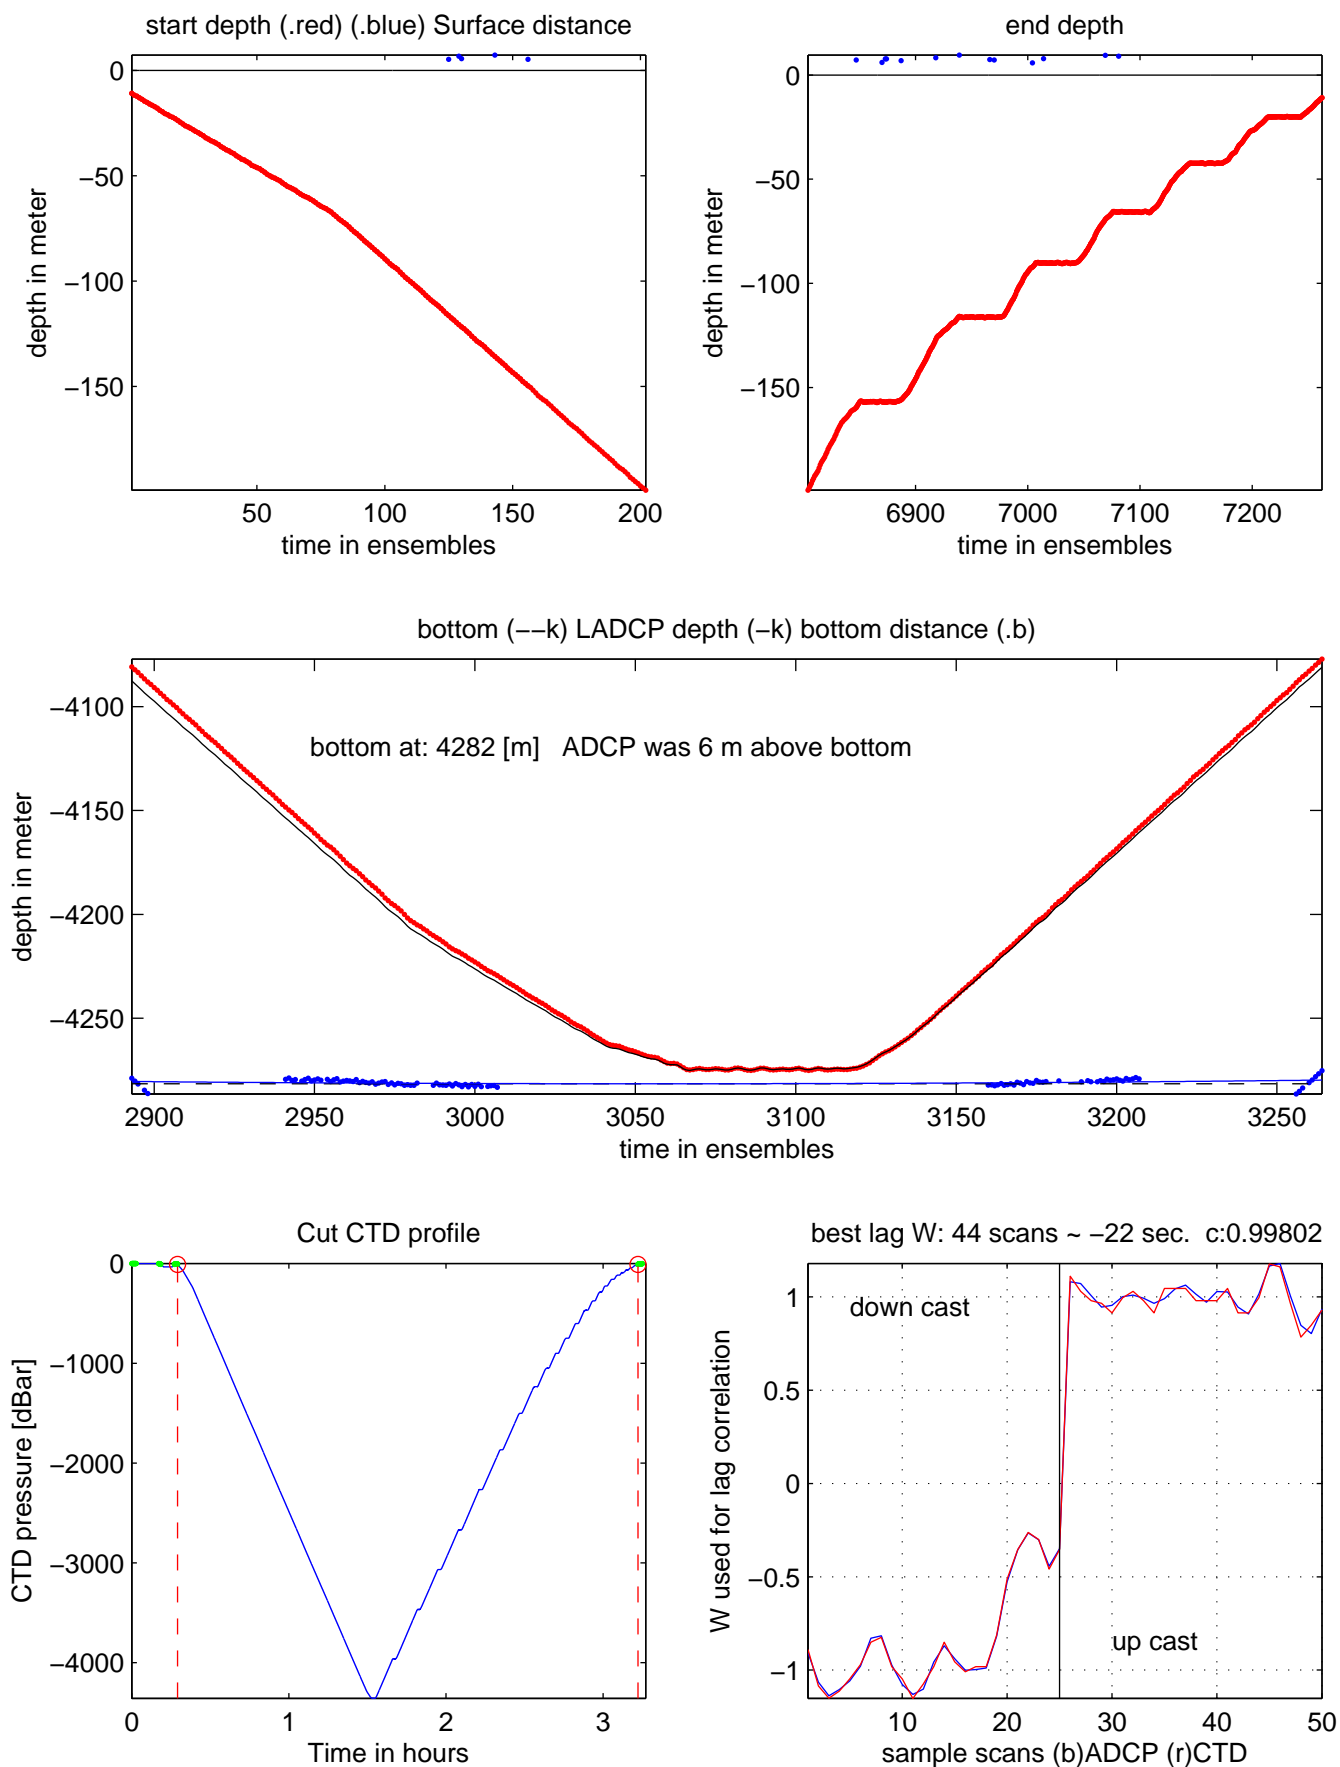 start depth (.red) (.blue) Surface distance
0
−50
−100
−150
depth in meter
50
100
150
200
time in ensembles
end depth
0
−50
−100
−150
depth in meter
6900
7000
7100
7200
time in ensembles
bottom (−−k) LADCP depth (−k) bottom distance (.b)
bottom at: 4282 [m] ADCP was 6 m above bottom
−4100
−4150
−4200
−4250
depth in meter
2900
2950
3000
3050
3100
3150
3200
3250
time in ensembles
Cut CTD profile
0
−1000
−2000
−3000
−4000
CTD pressure [dBar]
0
1
2
3
Time in hours
best lag W: 44 scans ~ −22 sec. c:0.99802
down cast
up cast
1
0.5
0
−0.5
−1
W used for lag correlation
10
20
30
40
50
sample scans (b)ADCP (r)CTD